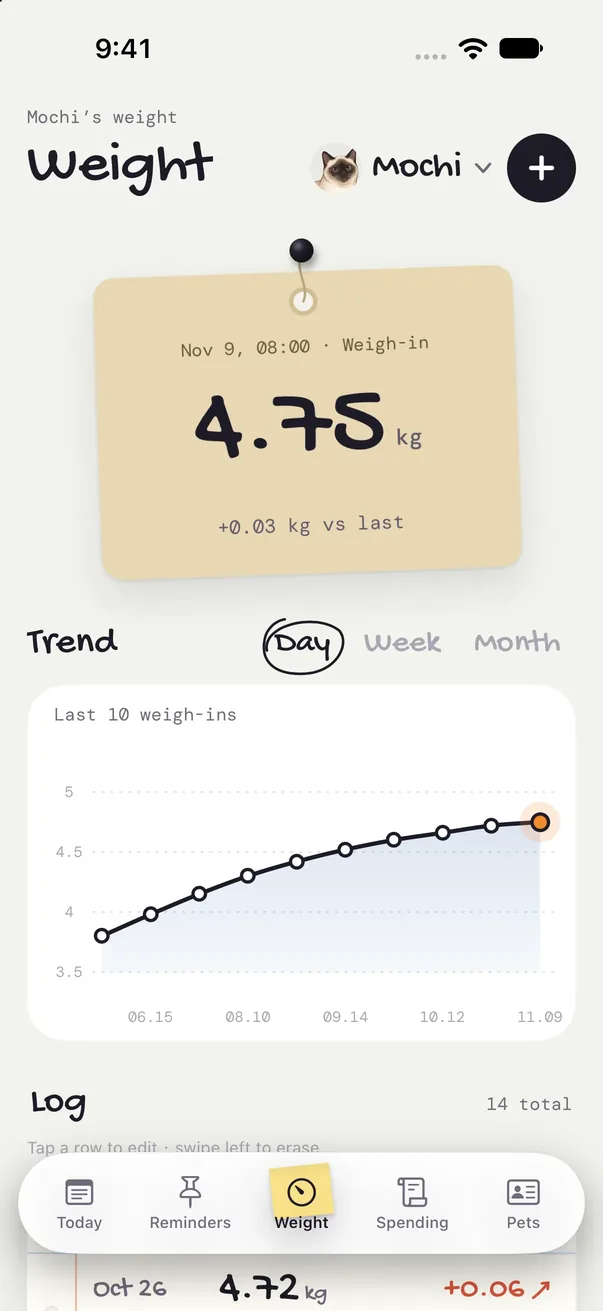 9:41
Mochi's weight
Weight
Mochi
Nov 9, 08:00 · Weigh-in
4.75 kg
+0.03 kg vs last
Trend Day Week Month
Last 10 weigh-ins
5
4.5
4
3.5
06.15 08.10 09.14 10.12 11.09
Log 14 total
Tap a row to edit · swipe left to erase
Today Reminders Weight Spending Pets
Oct 26 4.72 kg +0.06 ↗